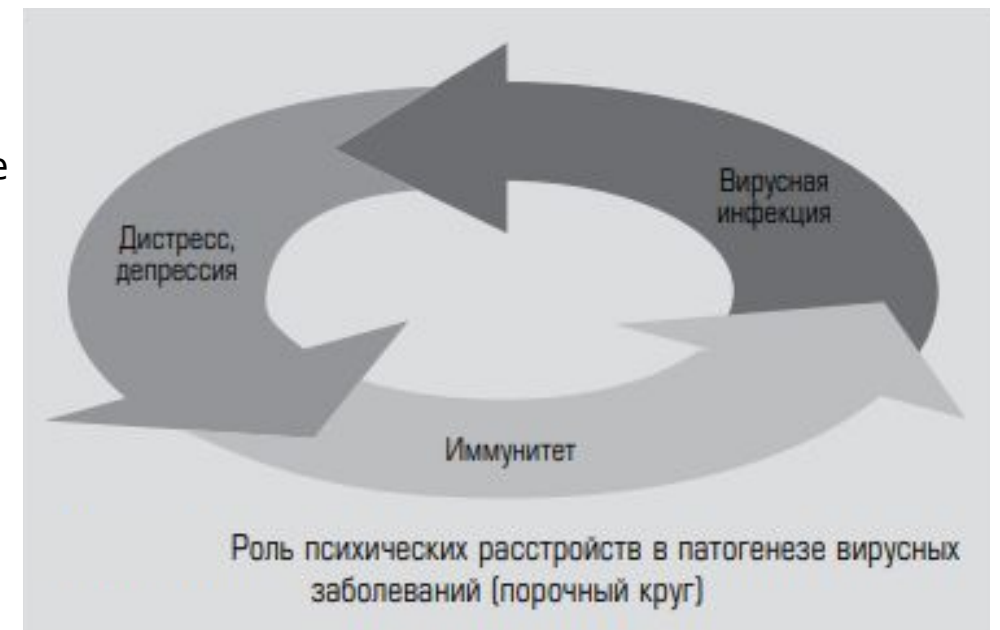 е
Вирусная
инфекция
Дистресс,
депрессия
Иммунитет
Роль психических расстройств в патогенезе вирусных
заболеваний (порочный круг)